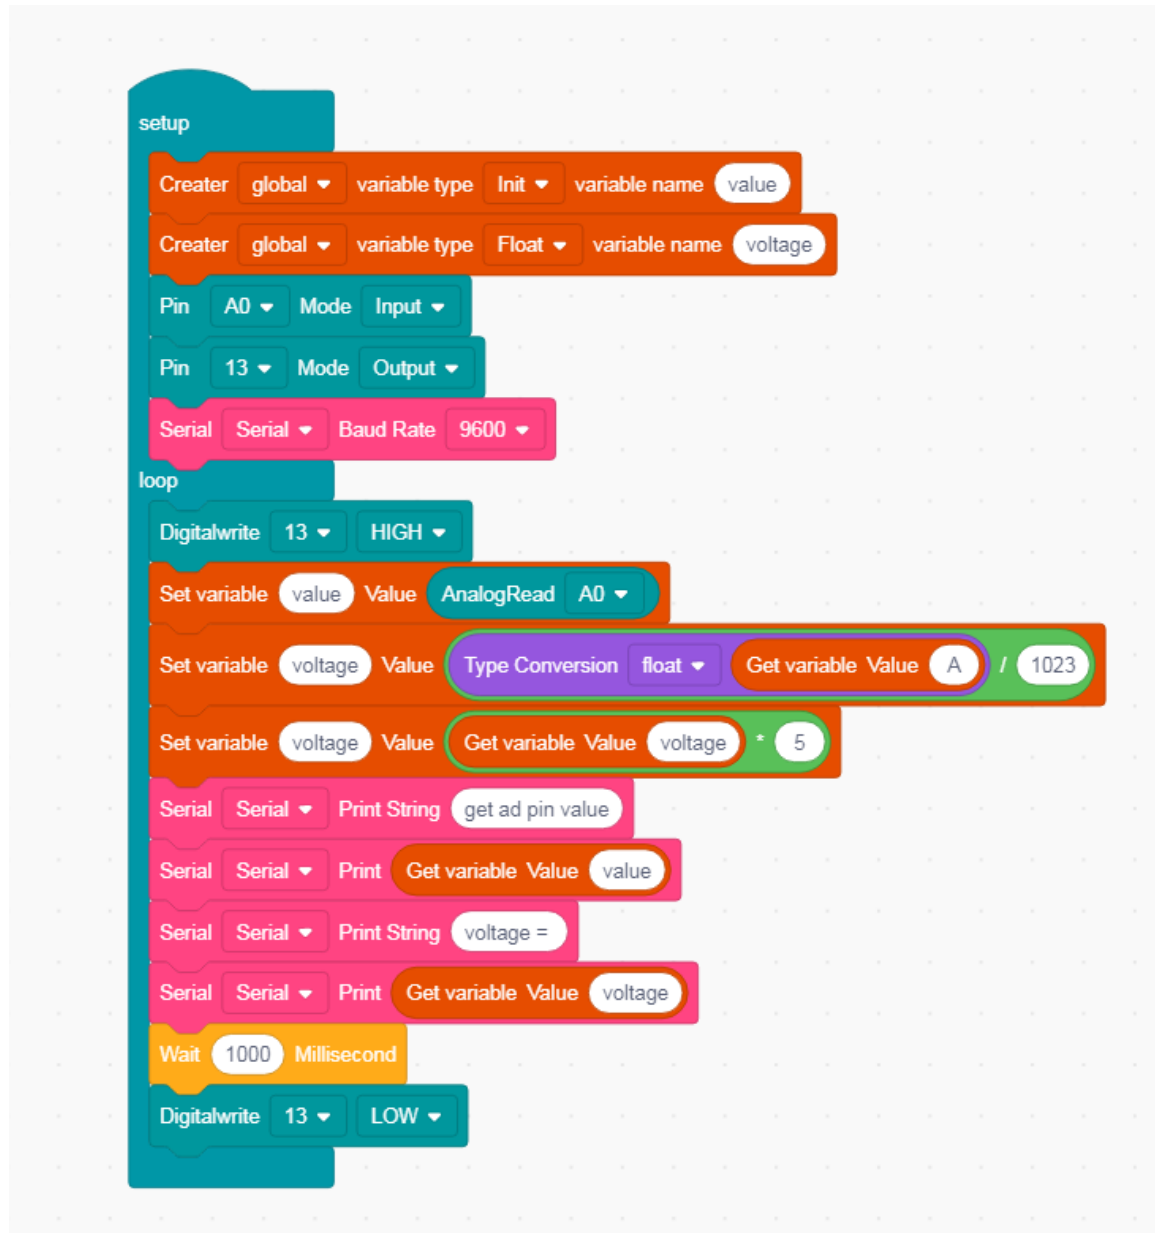 setup
Creater global variable type Init variable name value
Creater global variable type Float variable name voltage
Pin A0 Mode Input
Pin 13 Mode Output
Serial Serial Baud Rate 9600
loop
Digitalwrite 13 HIGH
Set variable value Value AnalogRead A0
Set variable voltage Value Type Conversion float Get variable Value A / 1023
Set variable voltage Value Get variable Value voltage * 5
Serial Serial Print String get ad pin value
Serial Serial Print Get variable Value value
Serial Serial Print String voltage =
Serial Serial Print Get variable Value voltage
Wait 1000 Millisecond
Digitalwrite 13 LOW